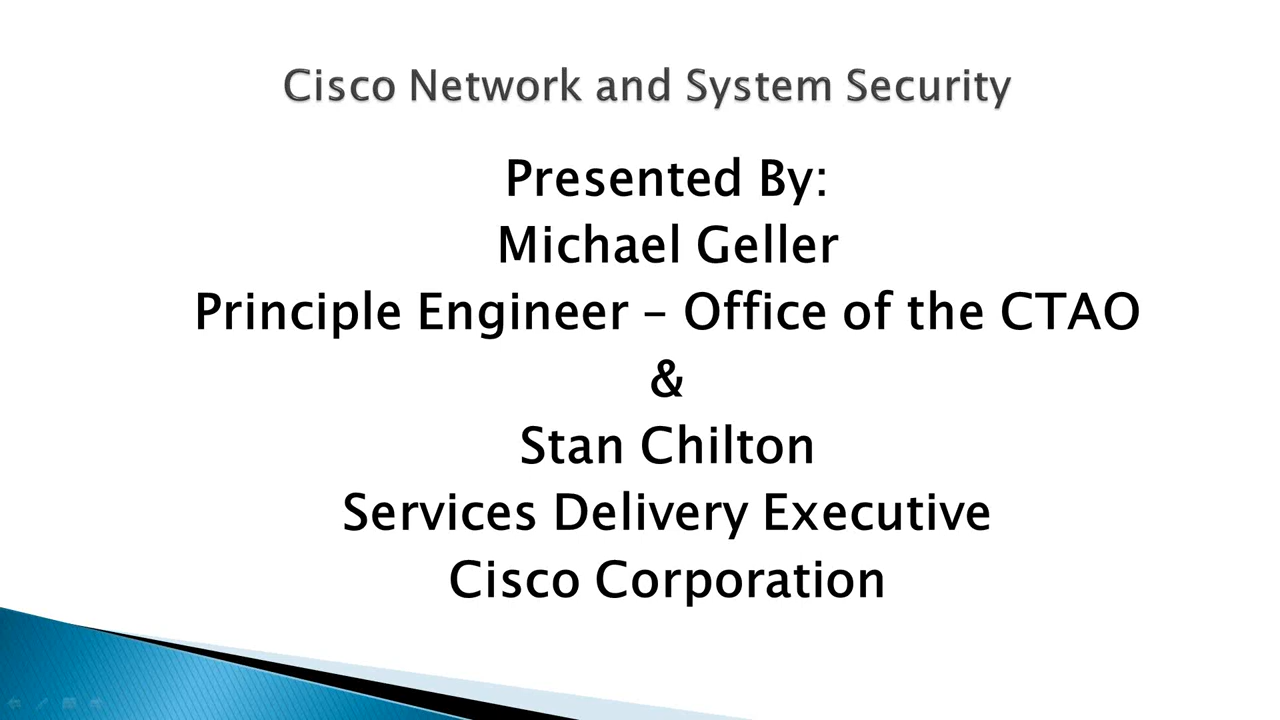 Cisco Network and System Security
Presented By:
Michael Geller
Principle Engineer – Office of the CTAO
&
Stan Chilton
Services Delivery Executive
Cisco Corporation